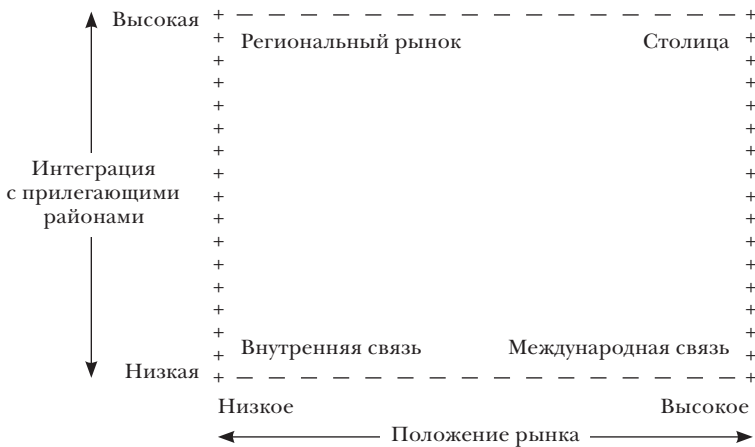 Высокая
Региональный рынок
Столица
Интеграция
с прилегающими
районами
Внутренняя связь
Международная связь
Низкая
Низкое
Высокое
Положение рынка